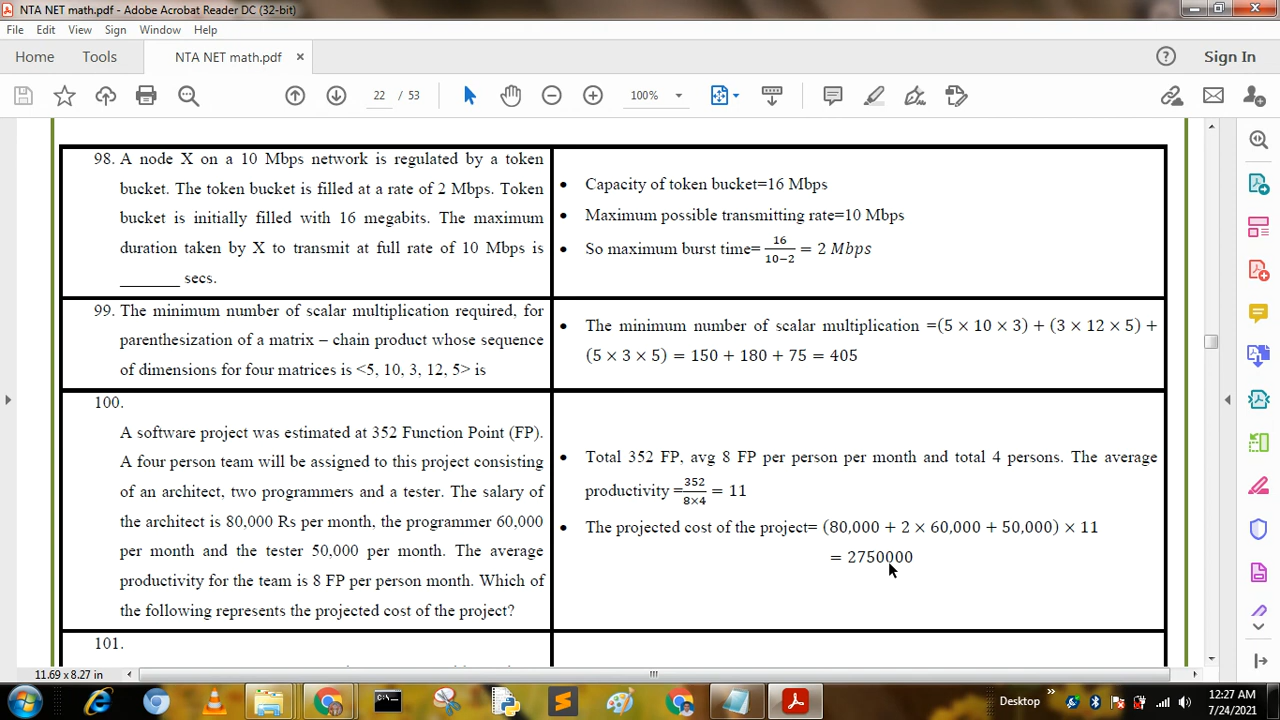 NTA NET math.pdf - Adobe Acrobat Reader DC (32-bit)
File Edit View Sign Window Help
Home Tools NTA NET math.pdf × Sign In
22 / 53 100%
98. A node X on a 10 Mbps network is regulated by a token
bucket. The token bucket is filled at a rate of 2 Mbps. Token
bucket is initially filled with 16 megabits. The maximum
duration taken by X to transmit at full rate of 10 Mbps is
_______ secs.
• Capacity of token bucket=16 Mbps
• Maximum possible transmitting rate=10 Mbps
• So maximum burst time= 16/(10−2) = 2 Mbps
99. The minimum number of scalar multiplication required, for
parenthesization of a matrix – chain product whose sequence
of dimensions for four matrices is <5, 10, 3, 12, 5> is
• The minimum number of scalar multiplication =(5 × 10 × 3) + (3 × 12 × 5) +
(5 × 3 × 5) = 150 + 180 + 75 = 405
100.
A software project was estimated at 352 Function Point (FP).
A four person team will be assigned to this project consisting
of an architect, two programmers and a tester. The salary of
the architect is 80,000 Rs per month, the programmer 60,000
per month and the tester 50,000 per month. The average
productivity for the team is 8 FP per person month. Which of
the following represents the projected cost of the project?
• Total 352 FP, avg 8 FP per person per month and total 4 persons. The average
productivity = 352/(8×4) = 11
• The projected cost of the project= (80,000 + 2 × 60,000 + 50,000) × 11
= 2750000
101.
11.69 x 8.27 in
Desktop » 12:27 AM
7/24/2021